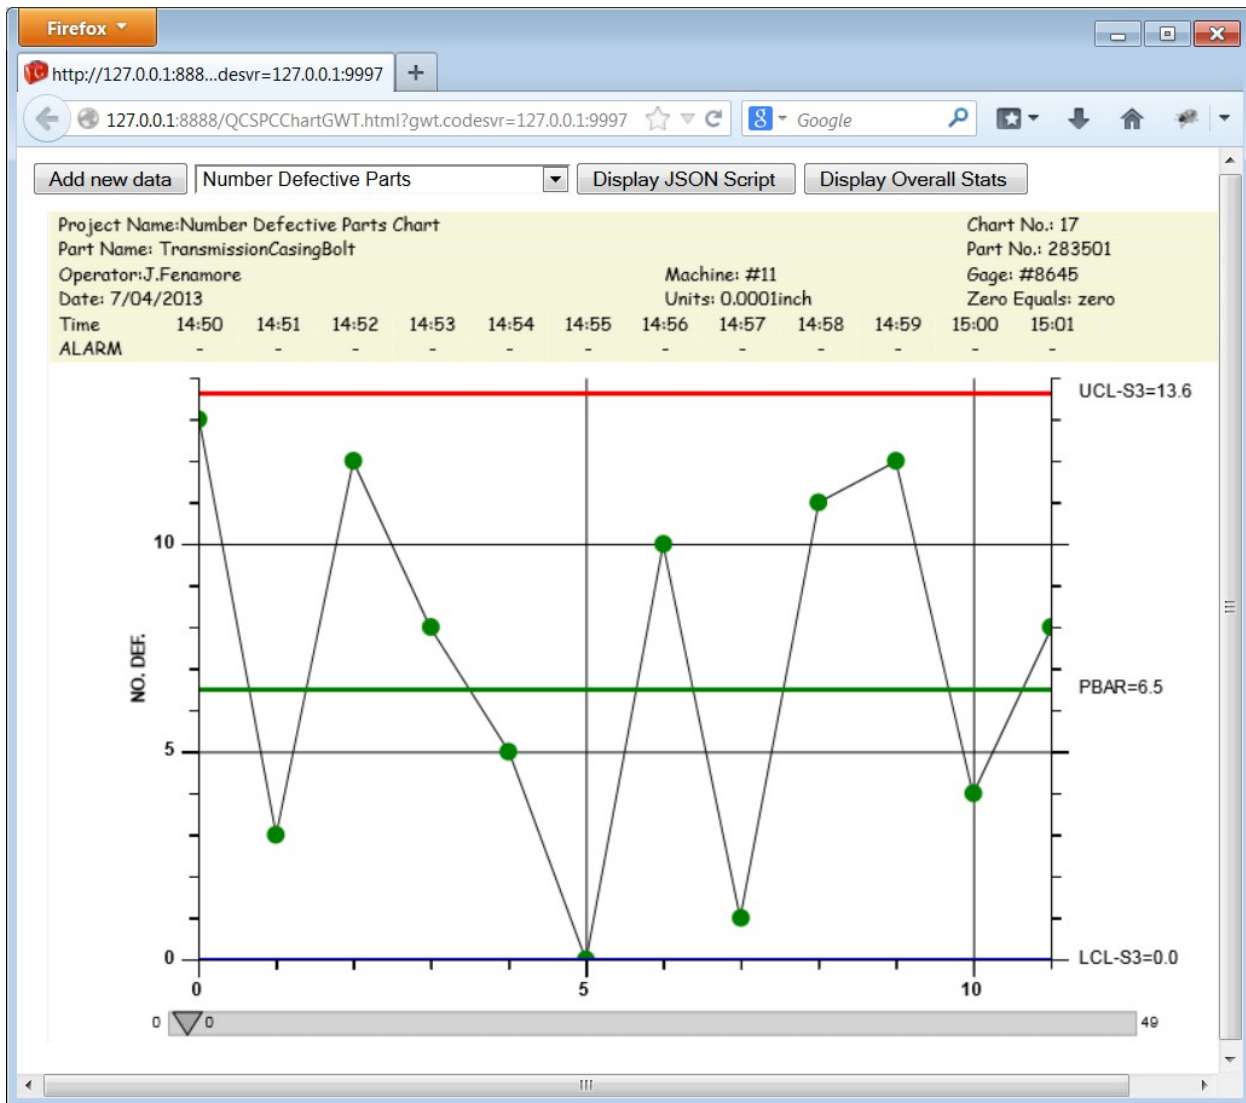 Firefox
http://127.0.0.1:888...desvr=127.0.0.1:9997
127.0.0.1:8888/QCSPCChartGWT.html?gwt.codesvr=127.0.0.1:9997 Google
Add new data Number Defective Parts Display JSON Script Display Overall Stats
Project Name:Number Defective Parts Chart Chart No.: 17
Part Name: TransmissionCasingBolt Part No.: 283501
Operator:J.Fenamore Machine: #11 Gage: #8645
Date: 7/04/2013 Units: 0.0001inch Zero Equals: zero
Time 14:50 14:51 14:52 14:53 14:54 14:55 14:56 14:57 14:58 14:59 15:00 15:01
ALARM - - - - - - - - - - - -
UCL-S3=13.6
10
NO. DEF.
PBAR=6.5
5
0 LCL-S3=0.0
0 5 10
0 0 49